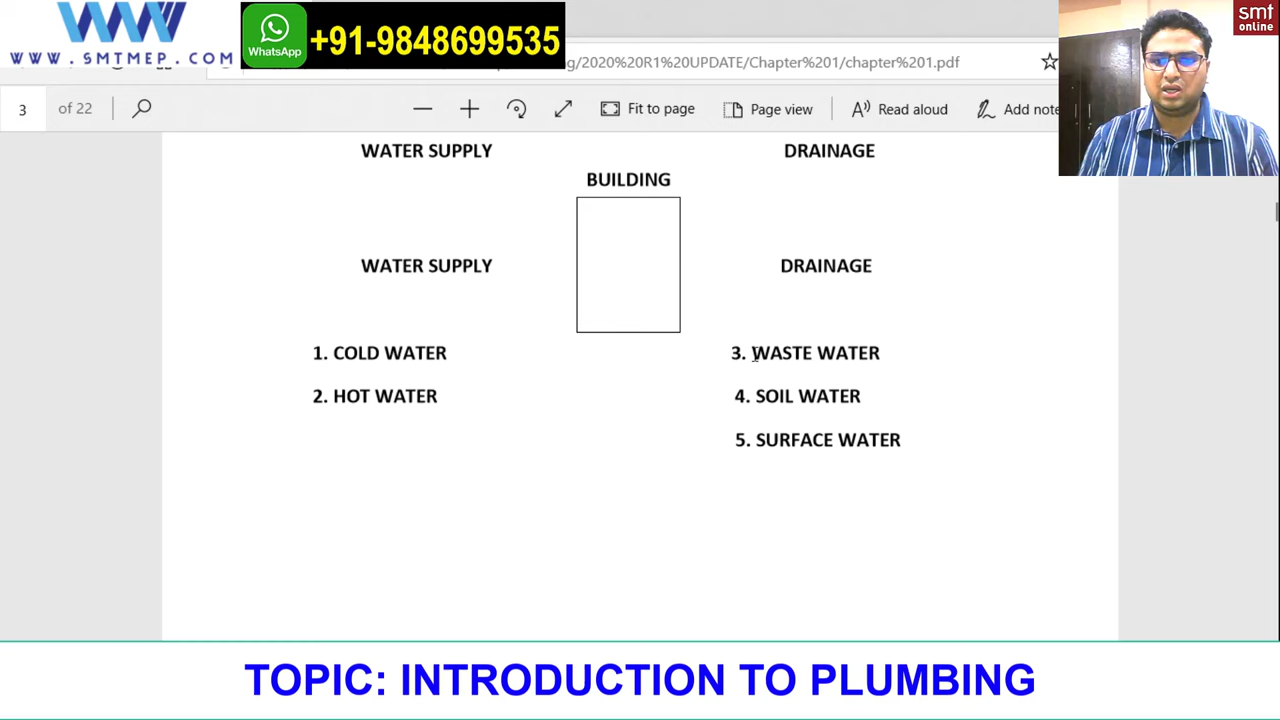 WWW.SMTMEP.COM
WhatsApp
+91-9848699535
smt
online
g/2020%20R1%20UPDATE/Chapter%201/chapter%201.pdf
3 of 22
Fit to page
Page view
Read aloud
Add note
WATER SUPPLY
DRAINAGE
BUILDING
WATER SUPPLY
DRAINAGE
1. COLD WATER
2. HOT WATER
3. WASTE WATER
4. SOIL WATER
5. SURFACE WATER
TOPIC: INTRODUCTION TO PLUMBING